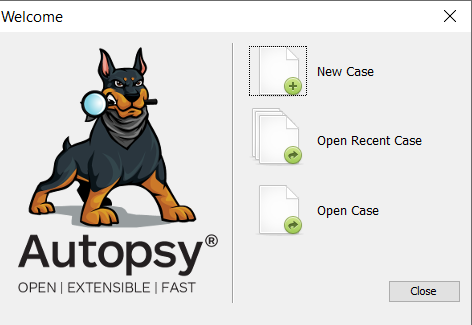 Welcome
New Case
Open Recent Case
Open Case
Autopsy®
OPEN | EXTENSIBLE | FAST
Close